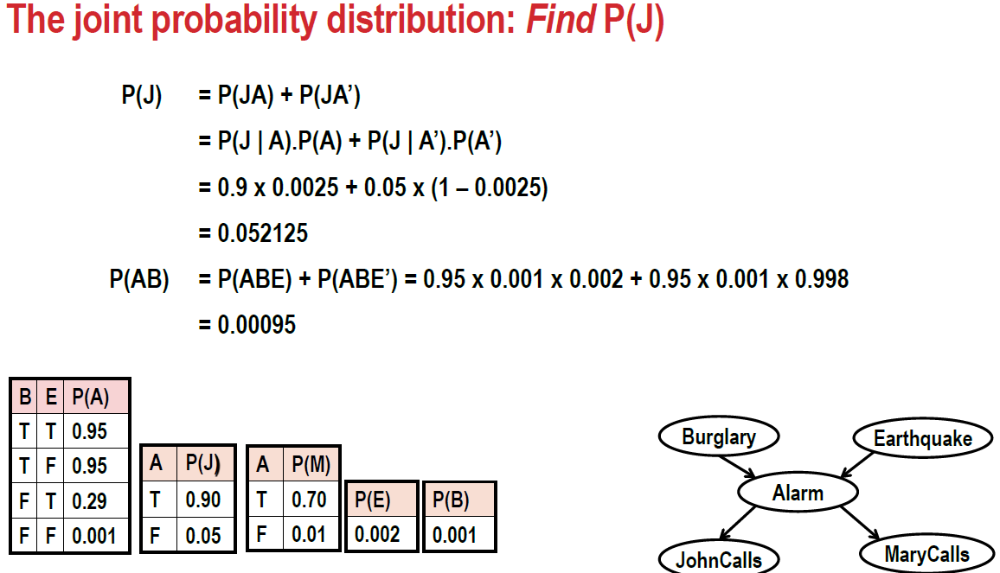 The joint probability distribution: Find P(J)
P(J) = P(JA) + P(JA’)
= P(J | A).P(A) + P(J | A’).P(A’)
= 0.9 x 0.0025 + 0.05 x (1 – 0.0025)
= 0.052125
P(AB) = P(ABE) + P(ABE’) = 0.95 x 0.001 x 0.002 + 0.95 x 0.001 x 0.998
= 0.00095
B E P(A)
T T 0.95
T F 0.95
F T 0.29
F F 0.001
A P(J)
T 0.90
F 0.05
A P(M)
T 0.70
F 0.01
P(E)
0.002
P(B)
0.001
Burglary
Earthquake
Alarm
JohnCalls
MaryCalls